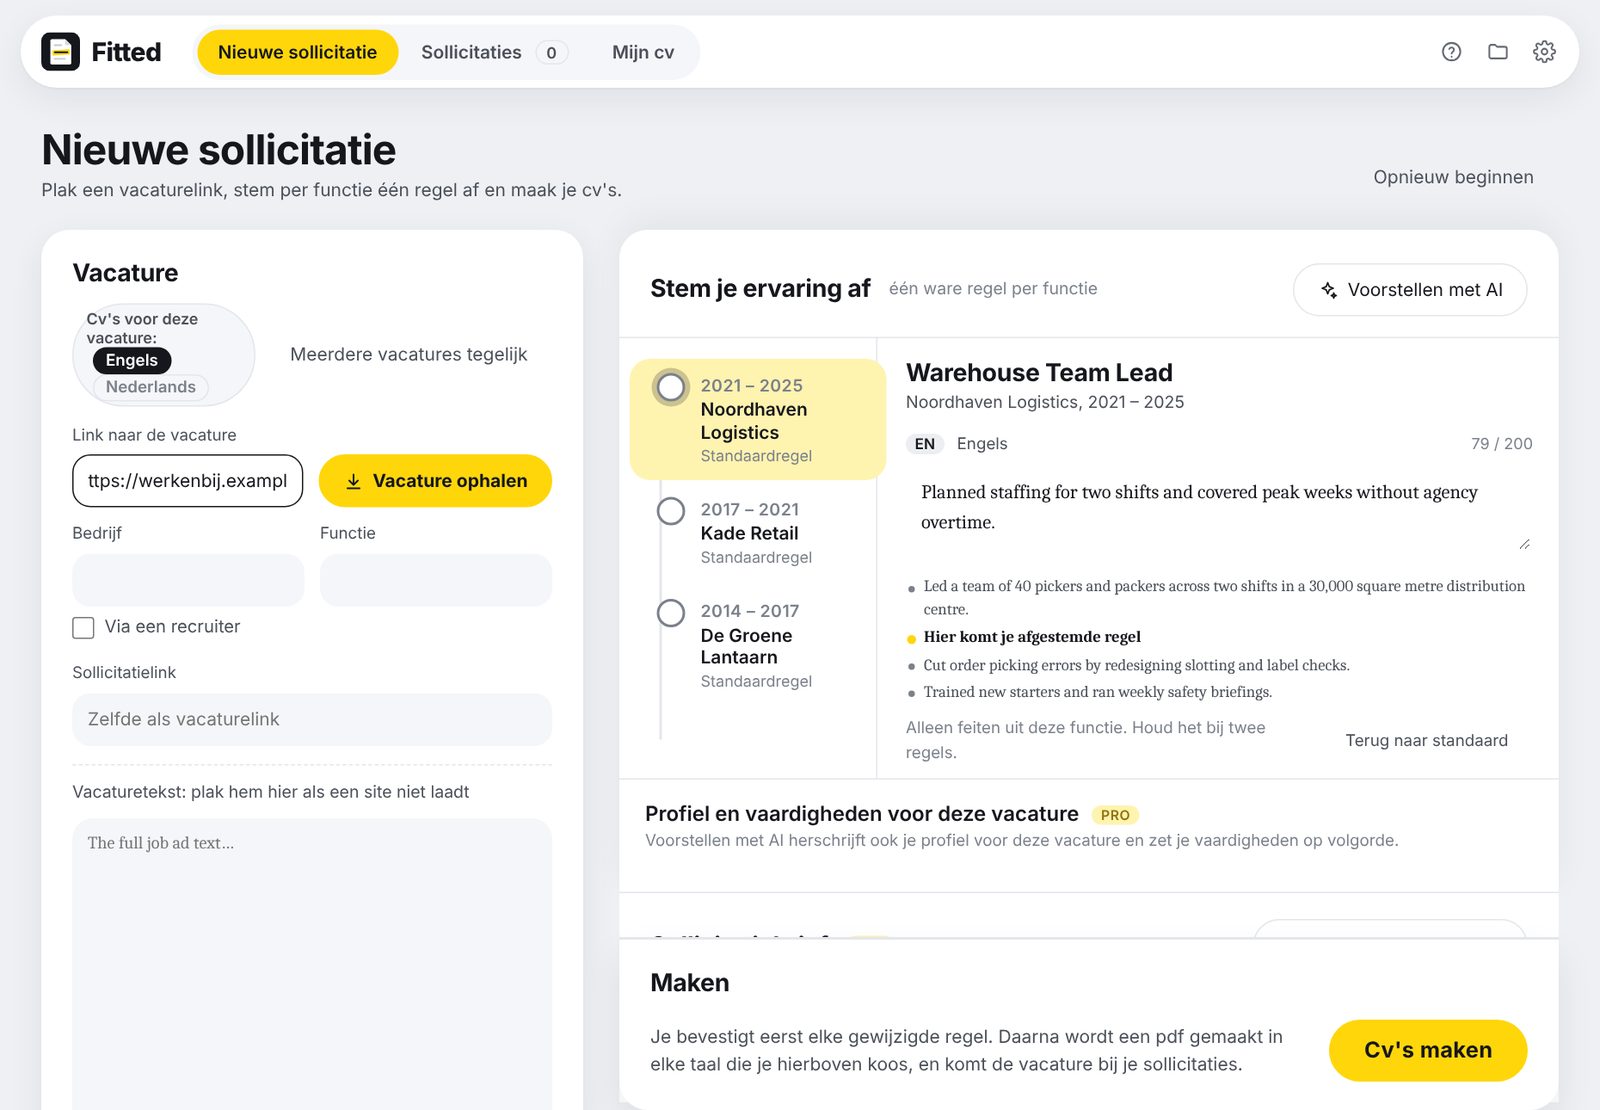 Fitted
Nieuwe sollicitatie
Sollicitaties 0
Mijn cv
Nieuwe sollicitatie
Plak een vacaturelink, stem per functie één regel af en maak je cv's.
Opnieuw beginnen
Vacature
Cv's voor deze
vacature:
Engels
Nederlands
Meerdere vacatures tegelijk
Link naar de vacature
ttps://werkenbij.exampl
Vacature ophalen
Bedrijf
Functie
Via een recruiter
Sollicitatielink
Zelfde als vacaturelink
Vacaturetekst: plak hem hier als een site niet laadt
The full job ad text...
Stem je ervaring af
één ware regel per functie
Voorstellen met AI
2021 – 2025
Noordhaven
Logistics
Standaardregel
2017 – 2021
Kade Retail
Standaardregel
2014 – 2017
De Groene
Lantaarn
Standaardregel
Warehouse Team Lead
Noordhaven Logistics, 2021 – 2025
EN Engels
79 / 200
Planned staffing for two shifts and covered peak weeks without agency
overtime.
Led a team of 40 pickers and packers across two shifts in a 30,000 square metre distribution
centre.
Hier komt je afgestemde regel
Cut order picking errors by redesigning slotting and label checks.
Trained new starters and ran weekly safety briefings.
Alleen feiten uit deze functie. Houd het bij twee
regels.
Terug naar standaard
Profiel en vaardigheden voor deze vacature PRO
Voorstellen met AI herschrijft ook je profiel voor deze vacature en zet je vaardigheden op volgorde.
Maken
Je bevestigt eerst elke gewijzigde regel. Daarna wordt een pdf gemaakt in
elke taal die je hierboven koos, en komt de vacature bij je sollicitaties.
Cv's maken